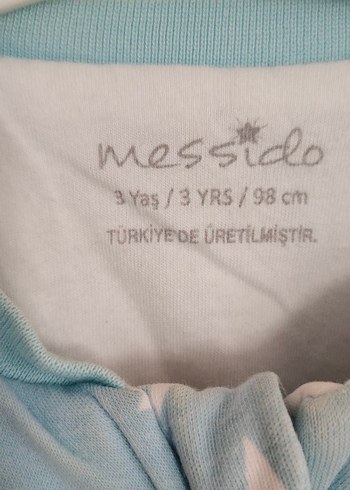 messido
3 Yaş / 3 YRS / 98 cm
TÜRKİYE'DE ÜRETİLMİŞTİR.